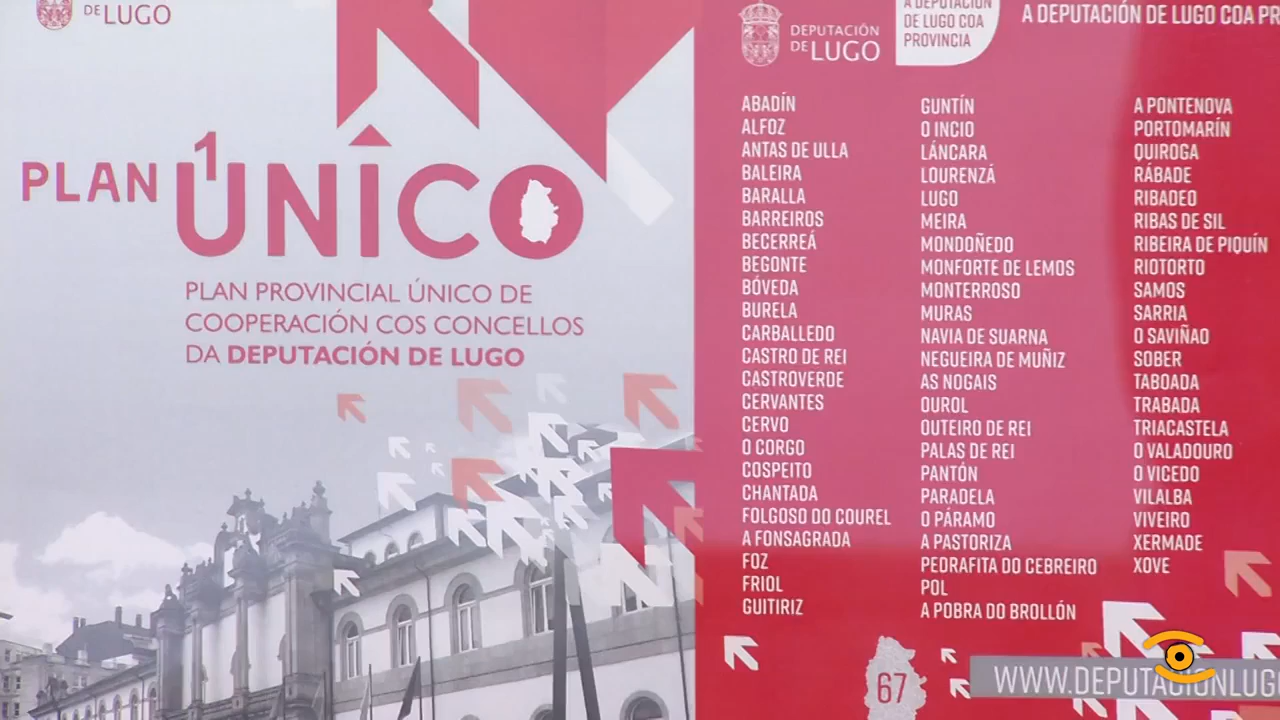 DE LUGO
PLAN ÚNICO
1
PLAN PROVINCIAL ÚNICO DE
COOPERACIÓN COS CONCELLOS
DA DEPUTACIÓN DE LUGO
DEPUTACIÓN
DE LUGO
A DEPUTACIÓN
DE LUGO COA
PROVINCIA
A DEPUTACIÓN DE LUGO COA PR
ABADÍN
ALFOZ
ANTAS DE ULLA
BALEIRA
BARALLA
BARREIROS
BECERREÁ
BEGONTE
BÓVEDA
BURELA
CARBALLEDO
CASTRO DE REI
CASTROVERDE
CERVANTES
CERVO
O CORGO
COSPEITO
CHANTADA
FOLGOSO DO COUREL
A FONSAGRADA
FOZ
FRIOL
GUITIRIZ
GUNTÍN
O INCIO
LÁNCARA
LOURENZÁ
LUGO
MEIRA
MONDOÑEDO
MONFORTE DE LEMOS
MONTERROSO
MURAS
NAVIA DE SUARNA
NEGUEIRA DE MUÑIZ
AS NOGAIS
OUROL
OUTEIRO DE REI
PALAS DE REI
PANTÓN
PARADELA
O PÁRAMO
A PASTORIZA
PEDRAFITA DO CEBREIRO
POL
A POBRA DO BROLLÓN
A PONTENOVA
PORTOMARÍN
QUIROGA
RÁBADE
RIBADEO
RIBAS DE SIL
RIBEIRA DE PIQUÍN
RIOTORTO
SAMOS
SARRIA
O SAVIÑAO
SOBER
TABOADA
TRABADA
TRIACASTELA
O VALADOURO
O VICEDO
VILALBA
VIVEIRO
XERMADE
XOVE
67
WWW.DEPUTACIONLUGO